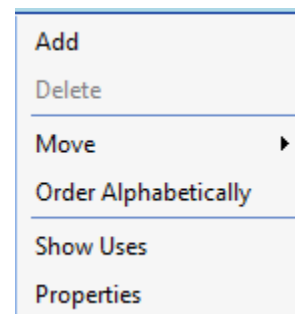 Add
Delete
Move
Order Alphabetically
Show Uses
Properties